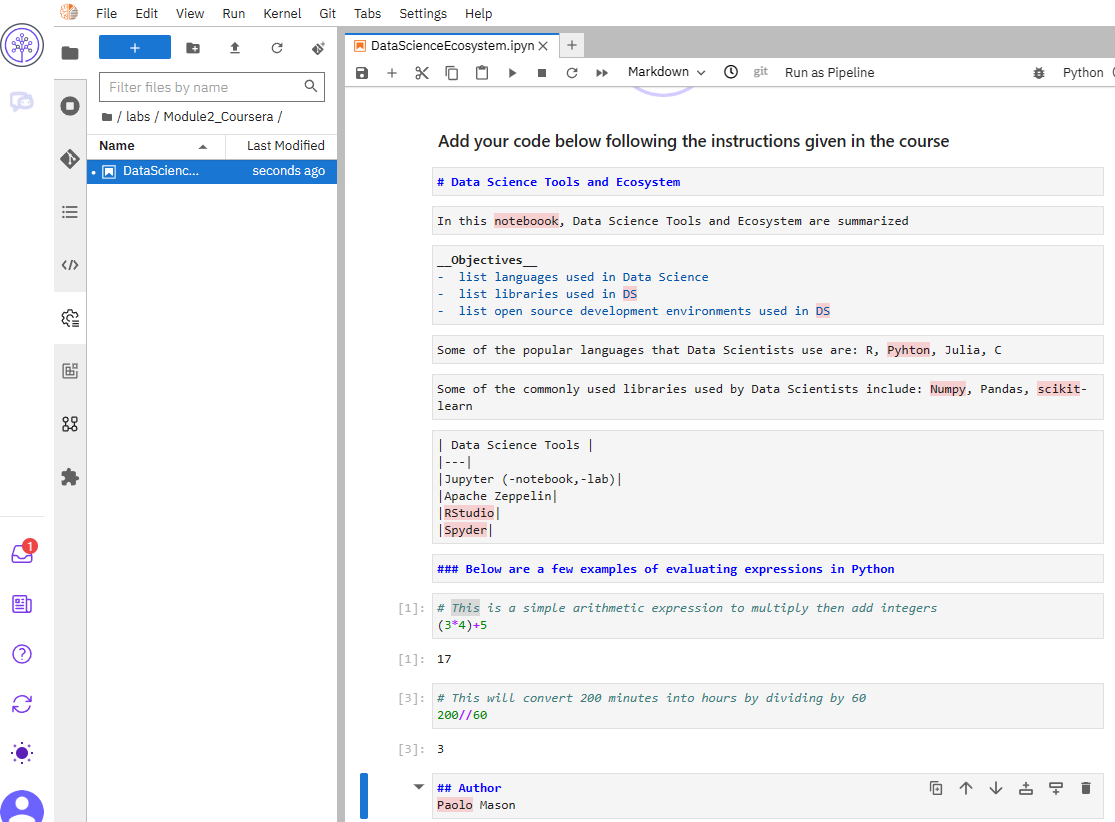 File Edit View Run Kernel Git Tabs Settings Help
+
Filter files by name
/ labs / Module2_Coursera /
Name Last Modified
DataScienc... seconds ago
1
DataScienceEcosystem.ipyn
Markdown git Run as Pipeline Python
Add your code below following the instructions given in the course
# Data Science Tools and Ecosystem
In this noteboook, Data Science Tools and Ecosystem are summarized
__Objectives__
- list languages used in Data Science
- list libraries used in DS
- list open source development environments used in DS
Some of the popular languages that Data Scientists use are: R, Pyhton, Julia, C
Some of the commonly used libraries used by Data Scientists include: Numpy, Pandas, scikit-
learn
| Data Science Tools |
|---|
|Jupyter (-notebook,-lab)|
|Apache Zeppelin|
|RStudio|
|Spyder|
### Below are a few examples of evaluating expressions in Python
[1]: # This is a simple arithmetic expression to multiply then add integers
(3*4)+5
[1]: 17
[3]: # This will convert 200 minutes into hours by dividing by 60
200//60
[3]: 3
## Author
Paolo Mason